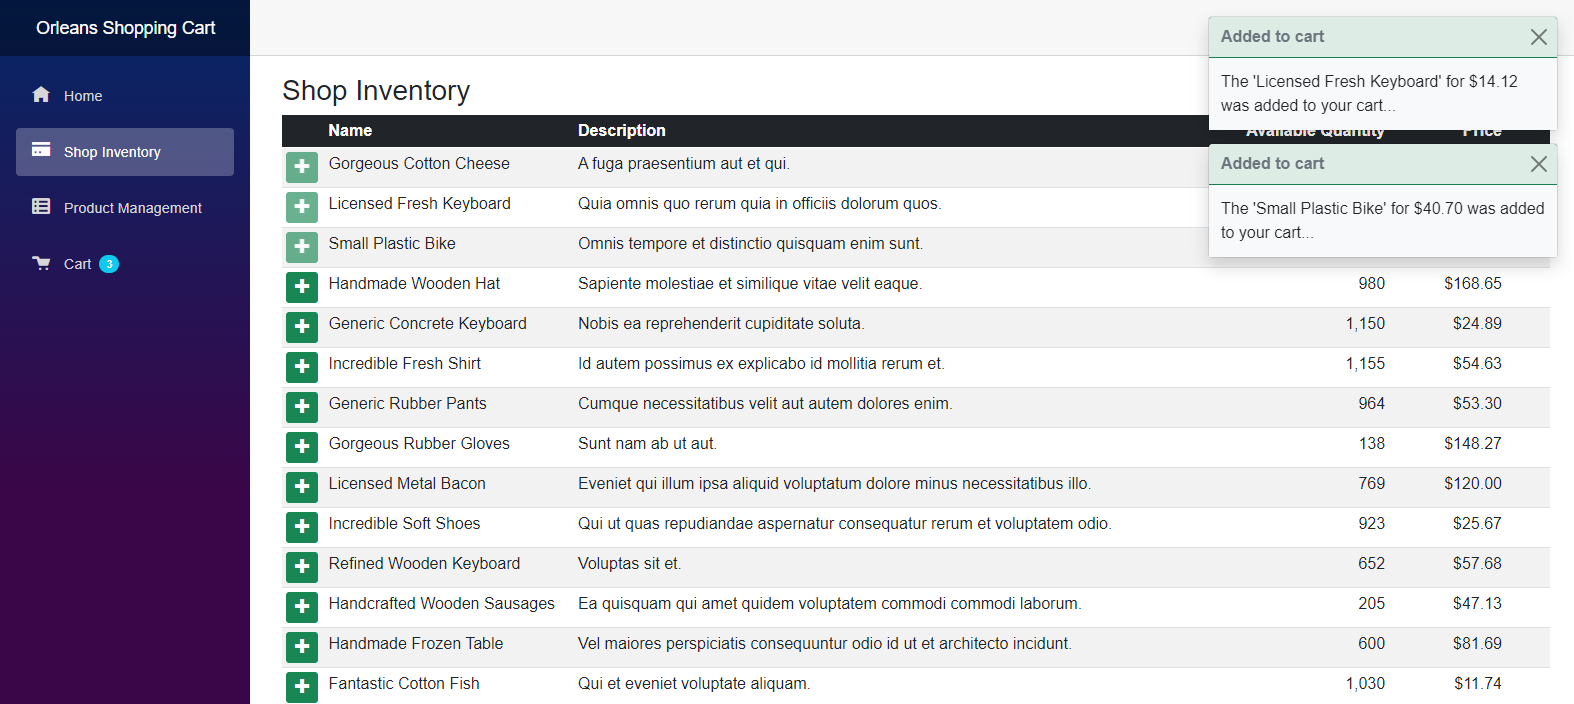 Orleans Shopping Cart
Home
Shop Inventory
Product Management
Cart 3
Added to cart
The 'Licensed Fresh Keyboard' for $14.12
was added to your cart...
Added to cart
The 'Small Plastic Bike' for $40.70 was added
to your cart...
Shop Inventory
Name Description Available Quantity Price
Gorgeous Cotton Cheese A fuga praesentium aut et qui.
Licensed Fresh Keyboard Quia omnis quo rerum quia in officiis dolorum quos.
Small Plastic Bike Omnis tempore et distinctio quisquam enim sunt.
Handmade Wooden Hat Sapiente molestiae et similique vitae velit eaque. 980 $168.65
Generic Concrete Keyboard Nobis ea reprehenderit cupiditate soluta. 1,150 $24.89
Incredible Fresh Shirt Id autem possimus ex explicabo id mollitia rerum et. 1,155 $54.63
Generic Rubber Pants Cumque necessitatibus velit aut autem dolores enim. 964 $53.30
Gorgeous Rubber Gloves Sunt nam ab ut aut. 138 $148.27
Licensed Metal Bacon Eveniet qui illum ipsa aliquid voluptatum dolore minus necessitatibus illo. 769 $120.00
Incredible Soft Shoes Qui ut quas repudiandae aspernatur consequatur rerum et voluptatem odio. 923 $25.67
Refined Wooden Keyboard Voluptas sit et. 652 $57.68
Handcrafted Wooden Sausages Ea quisquam qui amet quidem voluptatem commodi commodi laborum. 205 $47.13
Handmade Frozen Table Vel maiores perspiciatis consequuntur odio id ut et architecto incidunt. 600 $81.69
Fantastic Cotton Fish Qui et eveniet voluptate aliquam. 1,030 $11.74